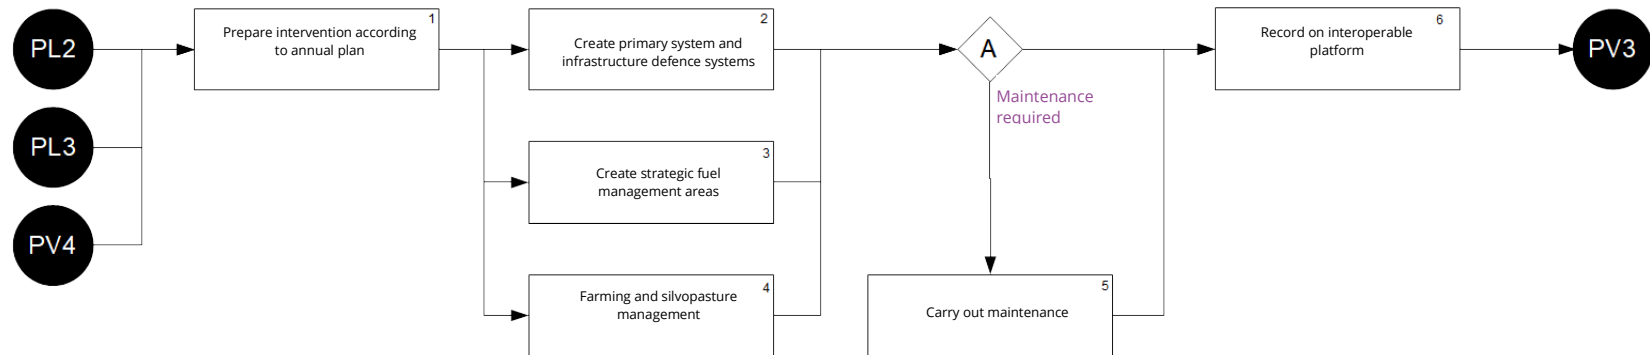 PL2
PL3
PV4
1
Prepare intervention according
to annual plan
2
Create primary system and
infrastructure defence systems
3
Create strategic fuel
management areas
4
Farming and silvopasture
management
A
Maintenance
required
5
Carry out maintenance
6
Record on interoperable
platform
PV3